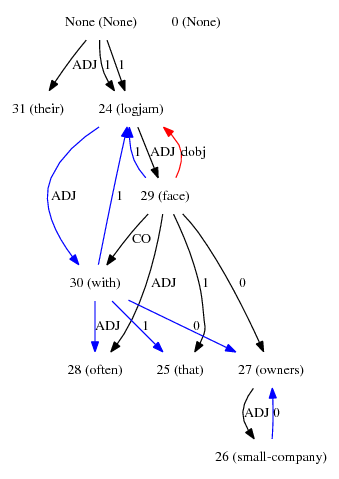 None (None) 0 (None)
ADJ 1 1
31 (their) 24 (logjam)
1 ADJ dobj
ADJ 1 29 (face)
CO
30 (with) ADJ 1 0
ADJ 1 0
28 (often) 25 (that) 27 (owners)
ADJ 0
26 (small-company)